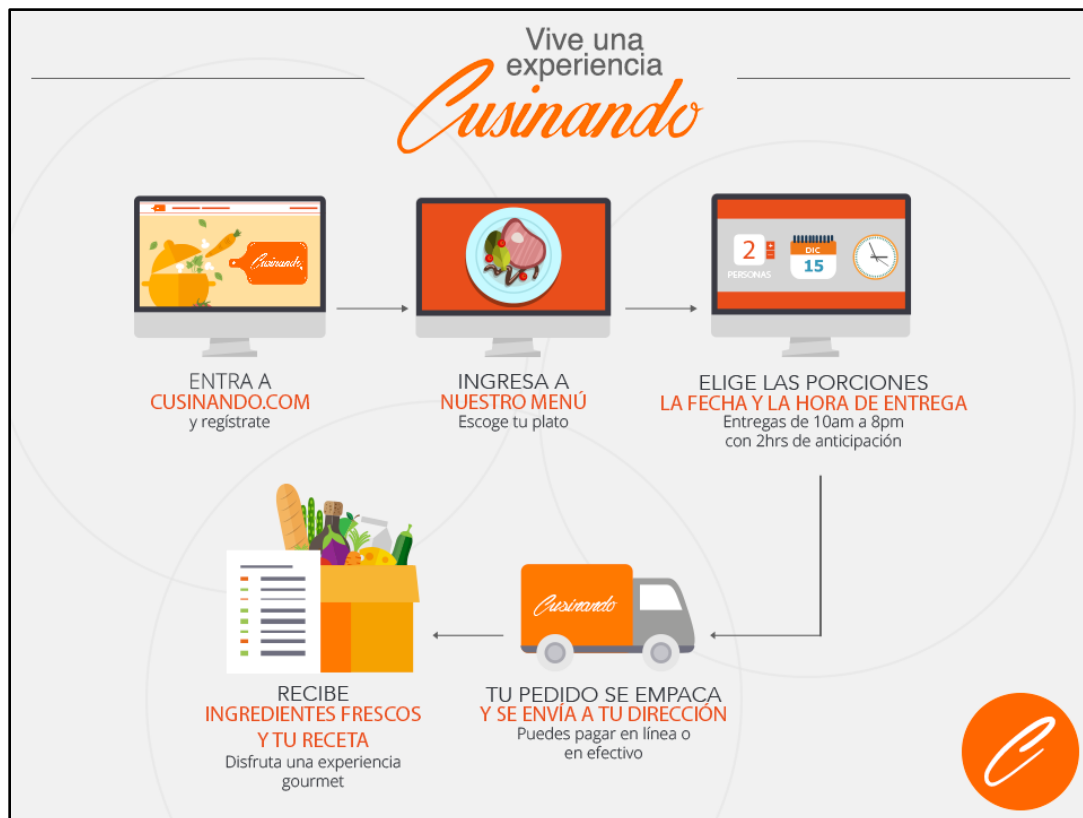 Vive una
experiencia
Cusinando
Cusinando
2
PERSONAS
DIC
15
ENTRA A
CUSINANDO.COM
y regístrate
INGRESA A
NUESTRO MENÚ
Escoge tu plato
ELIGE LAS PORCIONES
LA FECHA Y LA HORA DE ENTREGA
Entregas de 10am a 8pm
con 2hrs de anticipación
Cusinando
TU PEDIDO SE EMPACA
Y SE ENVÍA A TU DIRECCIÓN
Puedes pagar en línea o
en efectivo
RECIBE
INGREDIENTES FRESCOS
Y TU RECETA
Disfruta una experiencia
gourmet
C